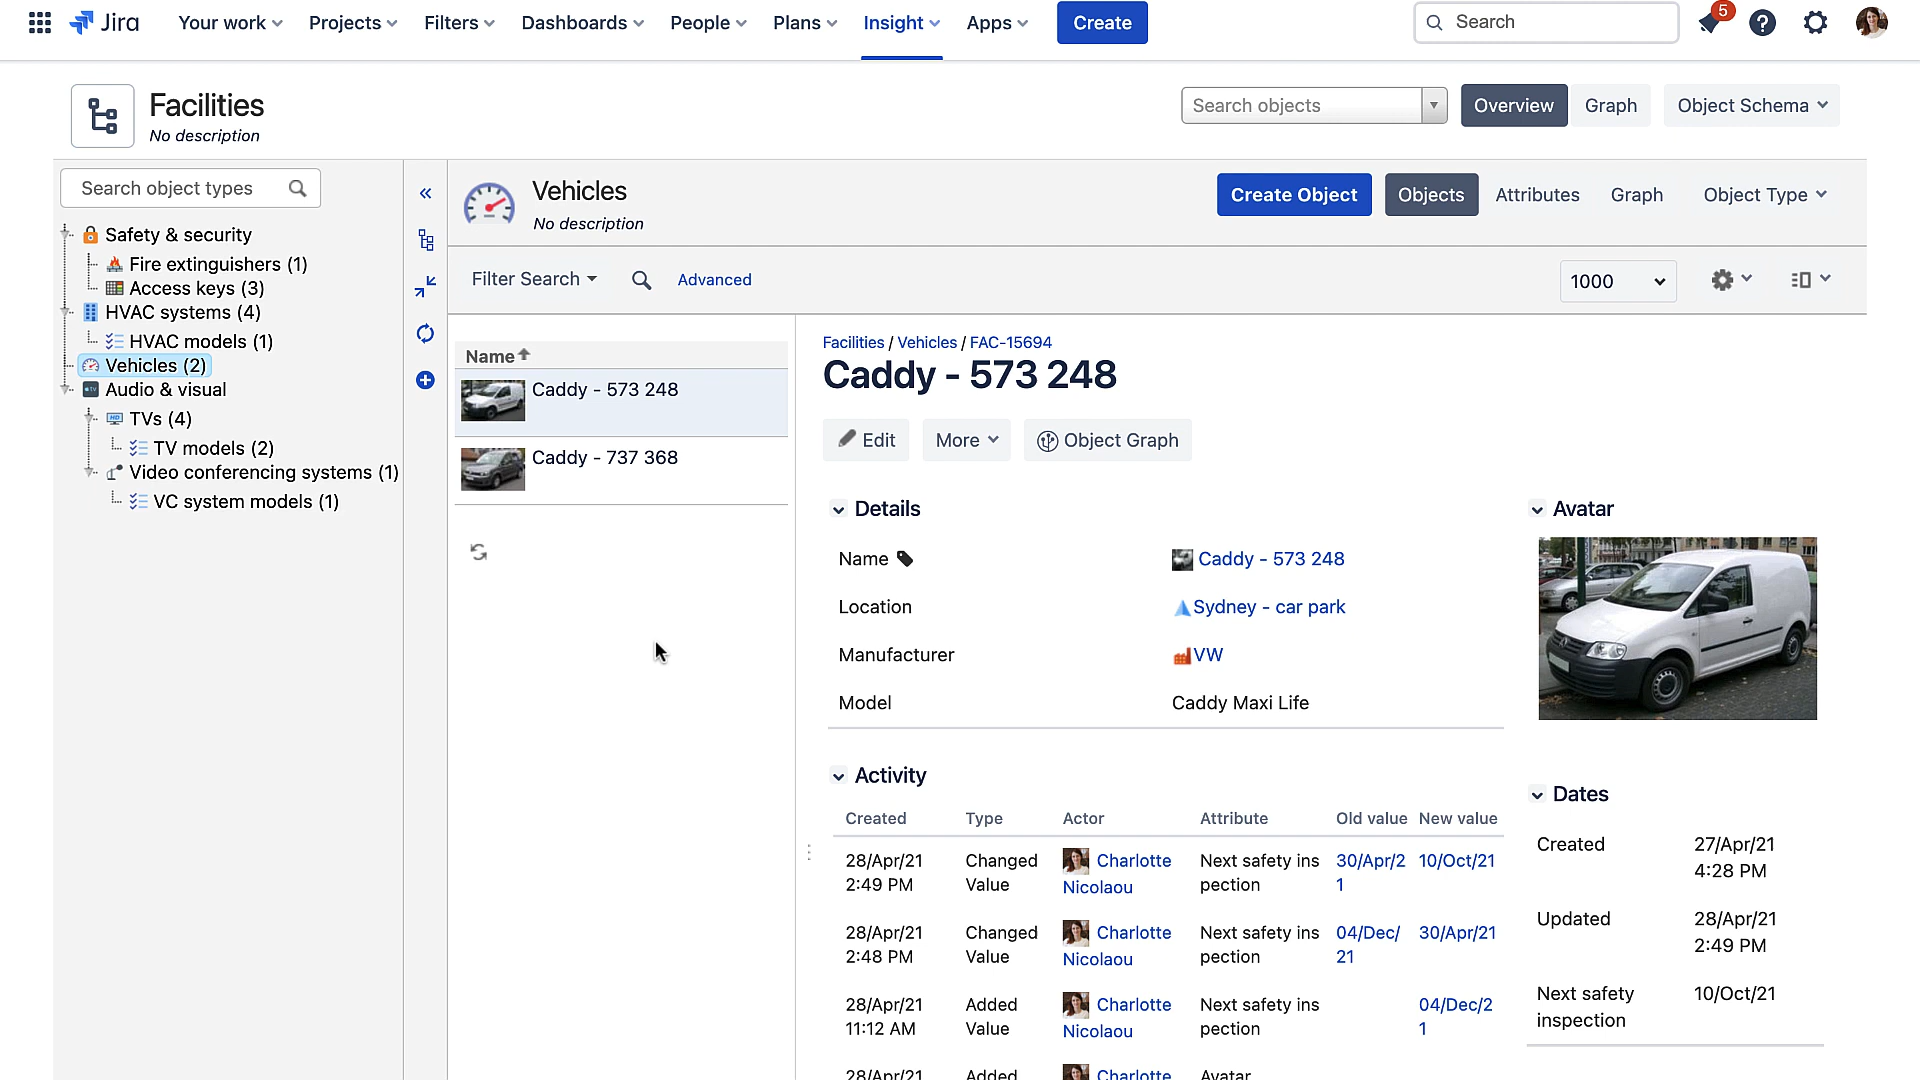 Jira
Your work
Projects
Filters
Dashboards
People
Plans
Insight
Apps
Create
Search
5
Facilities
No description
Search objects
Overview
Graph
Object Schema
Search object types
Safety & security
Fire extinguishers (1)
Access keys (3)
HVAC systems (4)
HVAC models (1)
Vehicles (2)
Audio & visual
TVs (4)
TV models (2)
Video conferencing systems (1)
VC system models (1)
Vehicles
No description
Create Object
Objects
Attributes
Graph
Object Type
Filter Search
Advanced
1000
Name
Caddy - 573 248
Caddy - 737 368
Facilities / Vehicles / FAC-15694
Caddy - 573 248
Edit
More
Object Graph
Details
Name Caddy - 573 248
Location Sydney - car park
Manufacturer VW
Model Caddy Maxi Life
Activity
Created Type Actor Attribute Old value New value
28/Apr/21 Changed Charlotte Next safety ins 30/Apr/2 10/Oct/21
2:49 PM Value Nicolaou pection 1
28/Apr/21 Changed Charlotte Next safety ins 04/Dec/ 30/Apr/21
2:48 PM Value Nicolaou pection 21
28/Apr/21 Added Charlotte Next safety ins 04/Dec/2
11:12 AM Value Nicolaou pection 1
28/Apr/21 Added Charlotte Avatar
Avatar
Dates
Created 27/Apr/21
4:28 PM
Updated 28/Apr/21
2:49 PM
Next safety 10/Oct/21
inspection